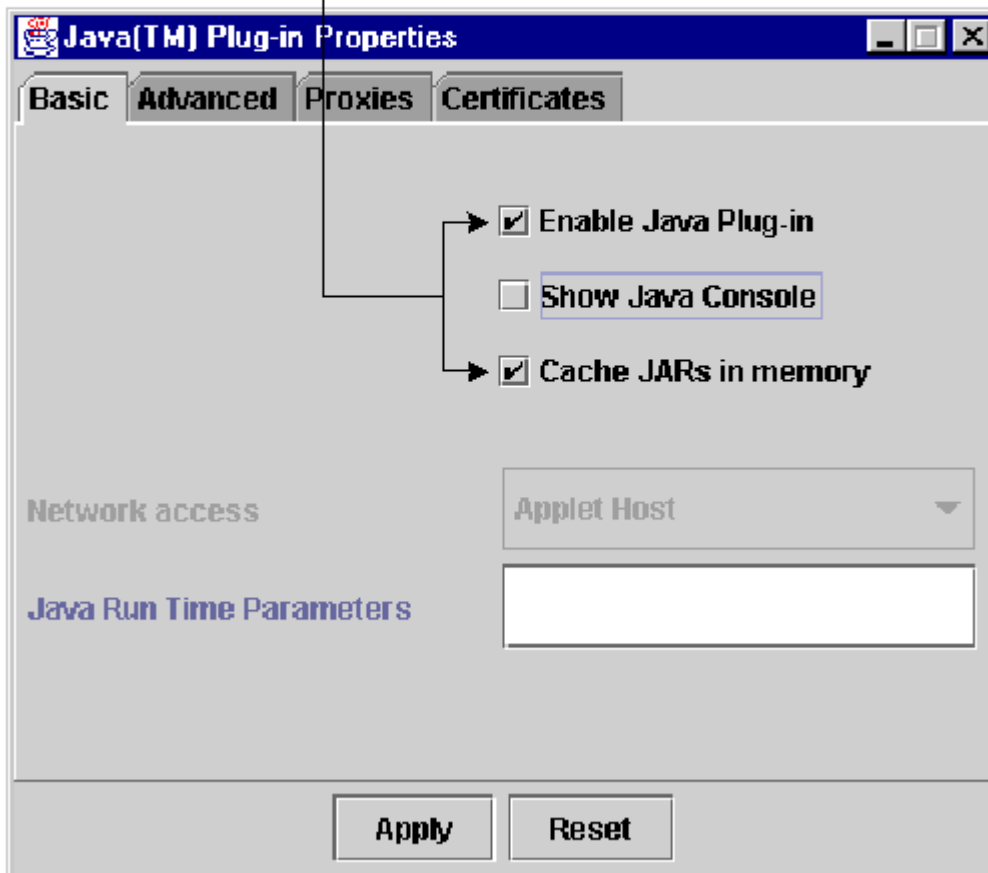 Java(TM) Plug-in Properties
Basic Advanced Proxies Certificates
Enable Java Plug-in
Show Java Console
Cache JARs in memory
Network access Applet Host
Java Run Time Parameters
Apply Reset